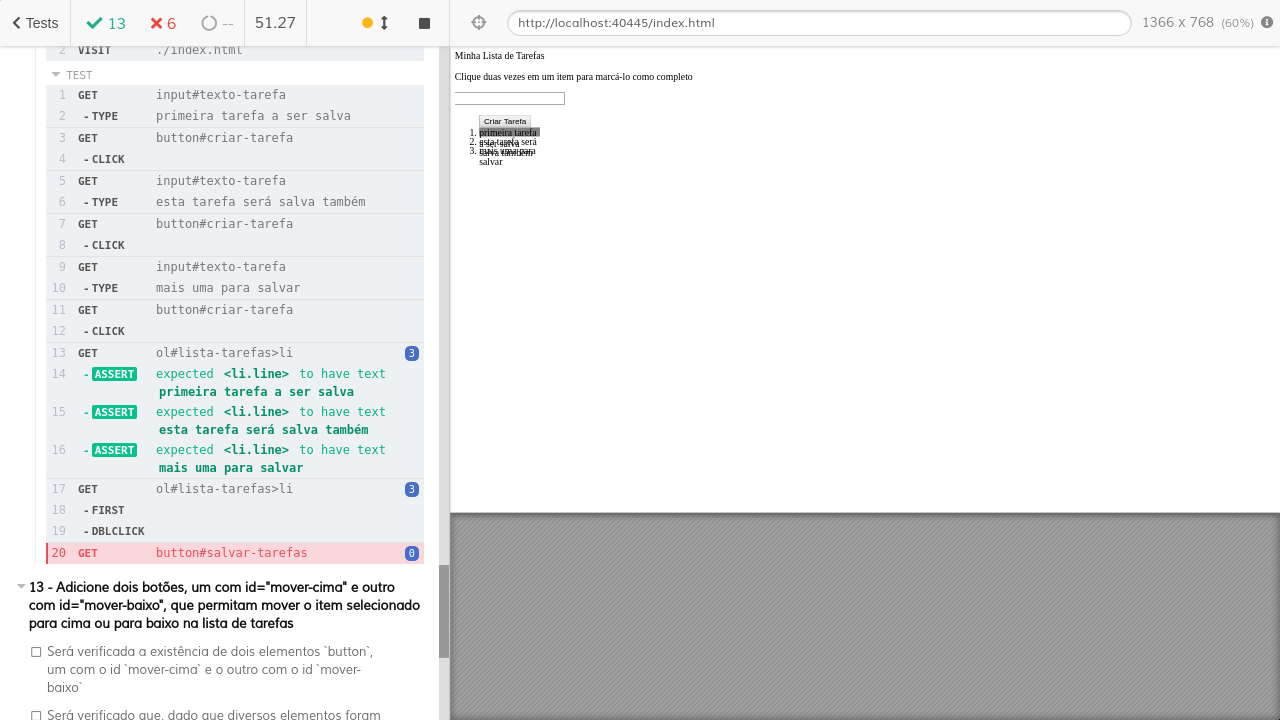 Tests 13 6 -- 51.27 http://localhost:40445/index.html 1366 x 768 (60%)
2 VISIT ./index.html
TEST
1 GET input#texto-tarefa
2 -TYPE primeira tarefa a ser salva
3 GET button#criar-tarefa
4 -CLICK
5 GET input#texto-tarefa
6 -TYPE esta tarefa será salva também
7 GET button#criar-tarefa
8 -CLICK
9 GET input#texto-tarefa
10 -TYPE mais uma para salvar
11 GET button#criar-tarefa
12 -CLICK
13 GET ol#lista-tarefas>li 3
14 -ASSERT expected <li.line> to have text
primeira tarefa a ser salva
15 -ASSERT expected <li.line> to have text
esta tarefa será salva também
16 -ASSERT expected <li.line> to have text
mais uma para salvar
17 GET ol#lista-tarefas>li 3
18 -FIRST
19 -DBLCLICK
20 GET button#salvar-tarefas 0
13 - Adicione dois botões, um com id="mover-cima" e outro
com id="mover-baixo", que permitam mover o item selecionado
para cima ou para baixo na lista de tarefas
Será verificada a existência de dois elementos `button`,
um com o id `mover-cima` e o outro com o id `mover-
baixo`
Será verificado que, dado que diversos elementos foram
Minha Lista de Tarefas
Clique duas vezes em um item para marcá-lo como completo
Criar Tarefa
1. primeira tarefa
2. esta tarefa será
a ser salva
3. mais uma para
salva também
salvar